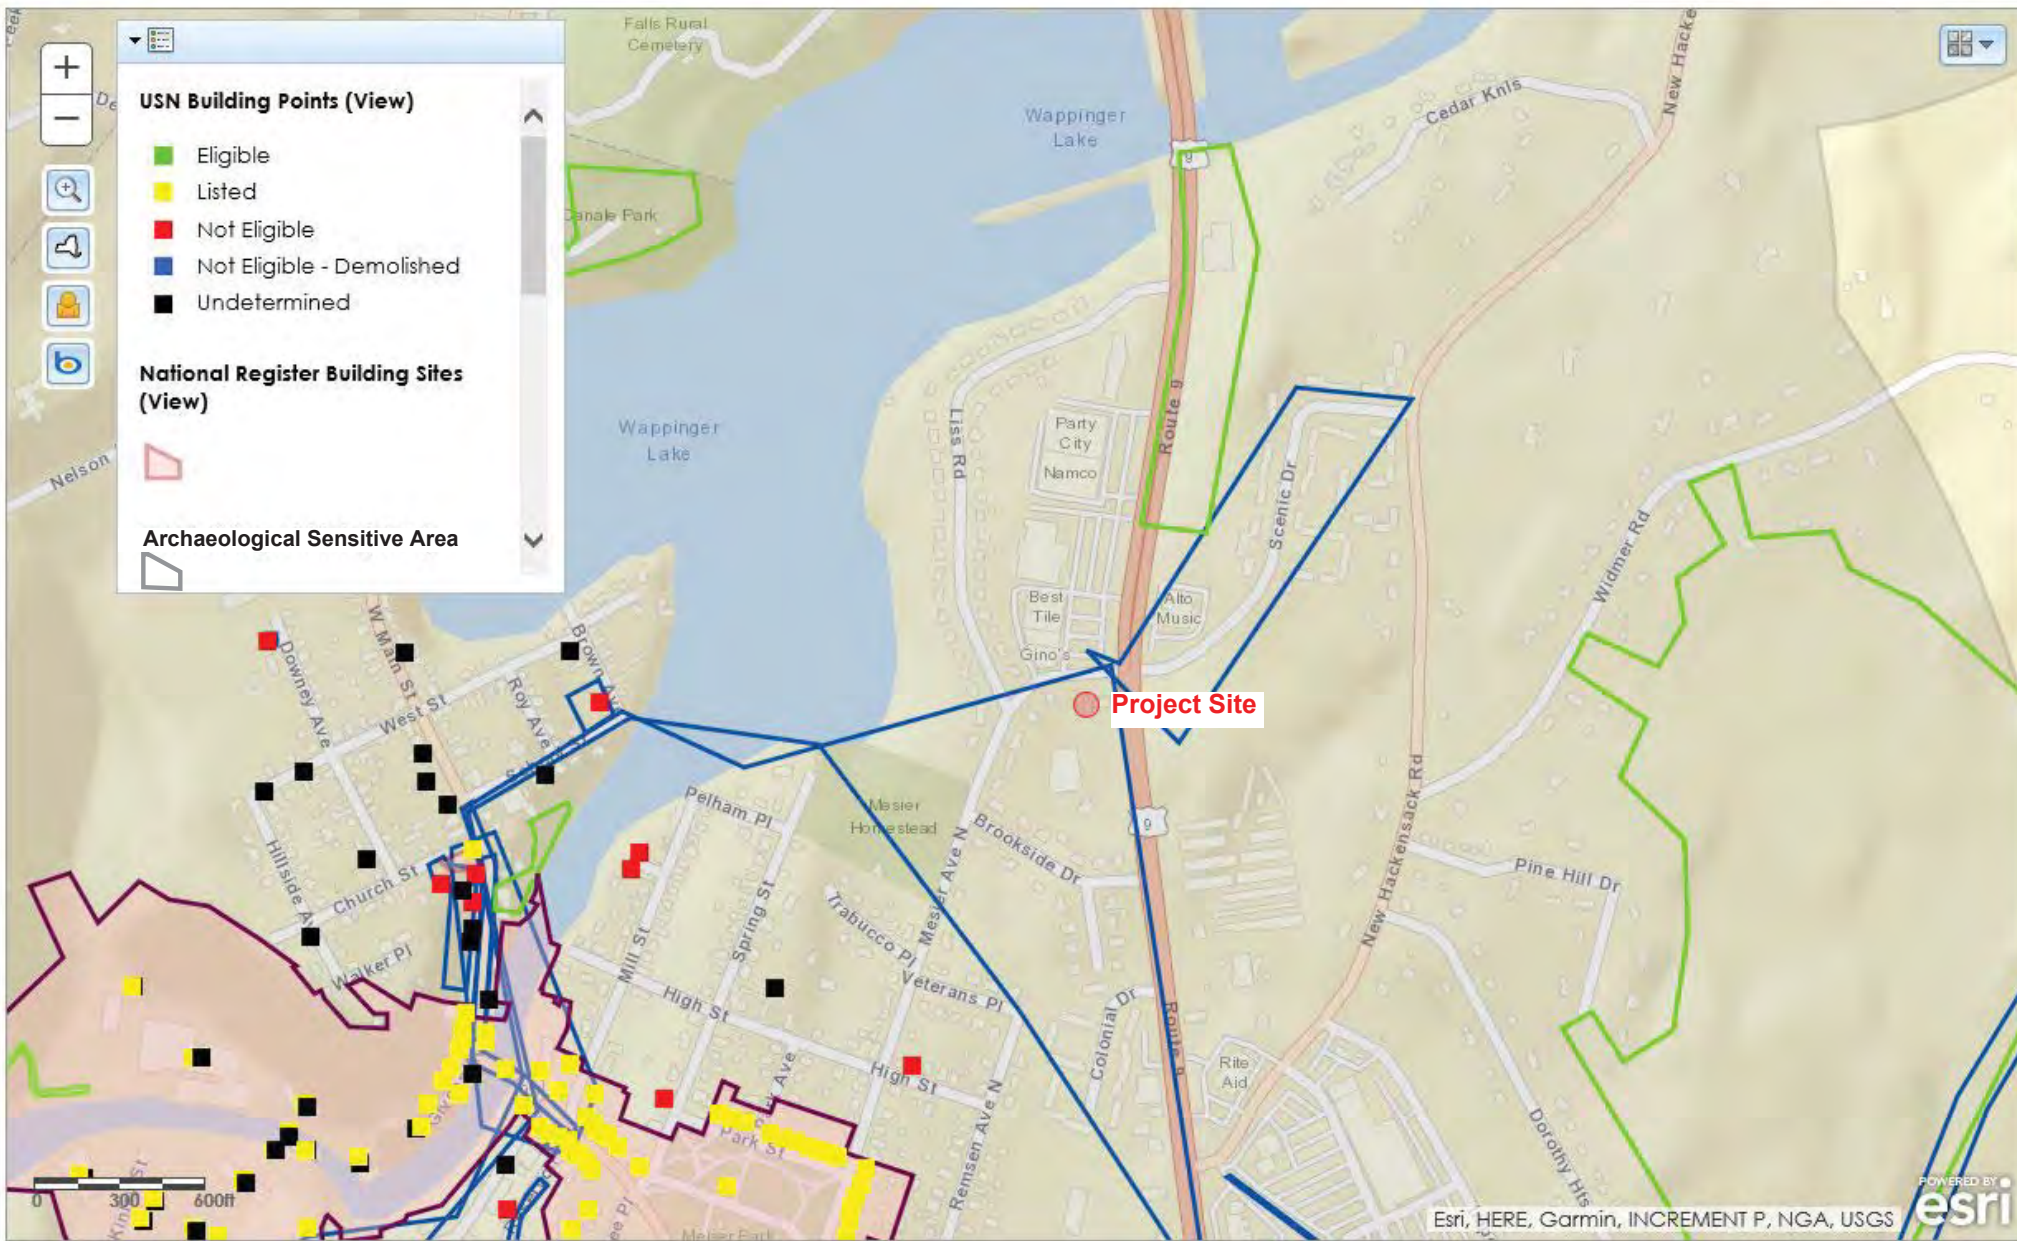 USN Building Points (View)
Eligible
Listed
Not Eligible
Not Eligible - Demolished
Undetermined
National Register Building Sites
(View)
Archaeological Sensitive Area
Falls Rural
Cemetery
Canale Park
Wappinger
Lake
Wappinger
Lake
9
Cedar Knls
New Hacke
Nelson
Liss Rd
Party
City
Namco
Route 9
Scenic Dr
Widmer Rd
Best
Tile
Alto
Music
Gino's
Project Site
W Main St
Downey Ave
West St
Roy Ave
Brown Ave
Hillside Av
Church St
Walker Pl
Pelham Pl
Mesier
Homestead
Brookside Dr
Mesier Ave N
9
New Hackensack Rd
Pine Hill Dr
Mill St
Spring St
Trabucco Pl
Veterans Pl
High St
High St
Colonial Dr
Route 9
Rite
Aid
Park St
Remsen Ave N
Dorothy Hts
Mesier Park
0 300 600ft
Esri, HERE, Garmin, INCREMENT P, NGA, USGS
POWERED BY
esri